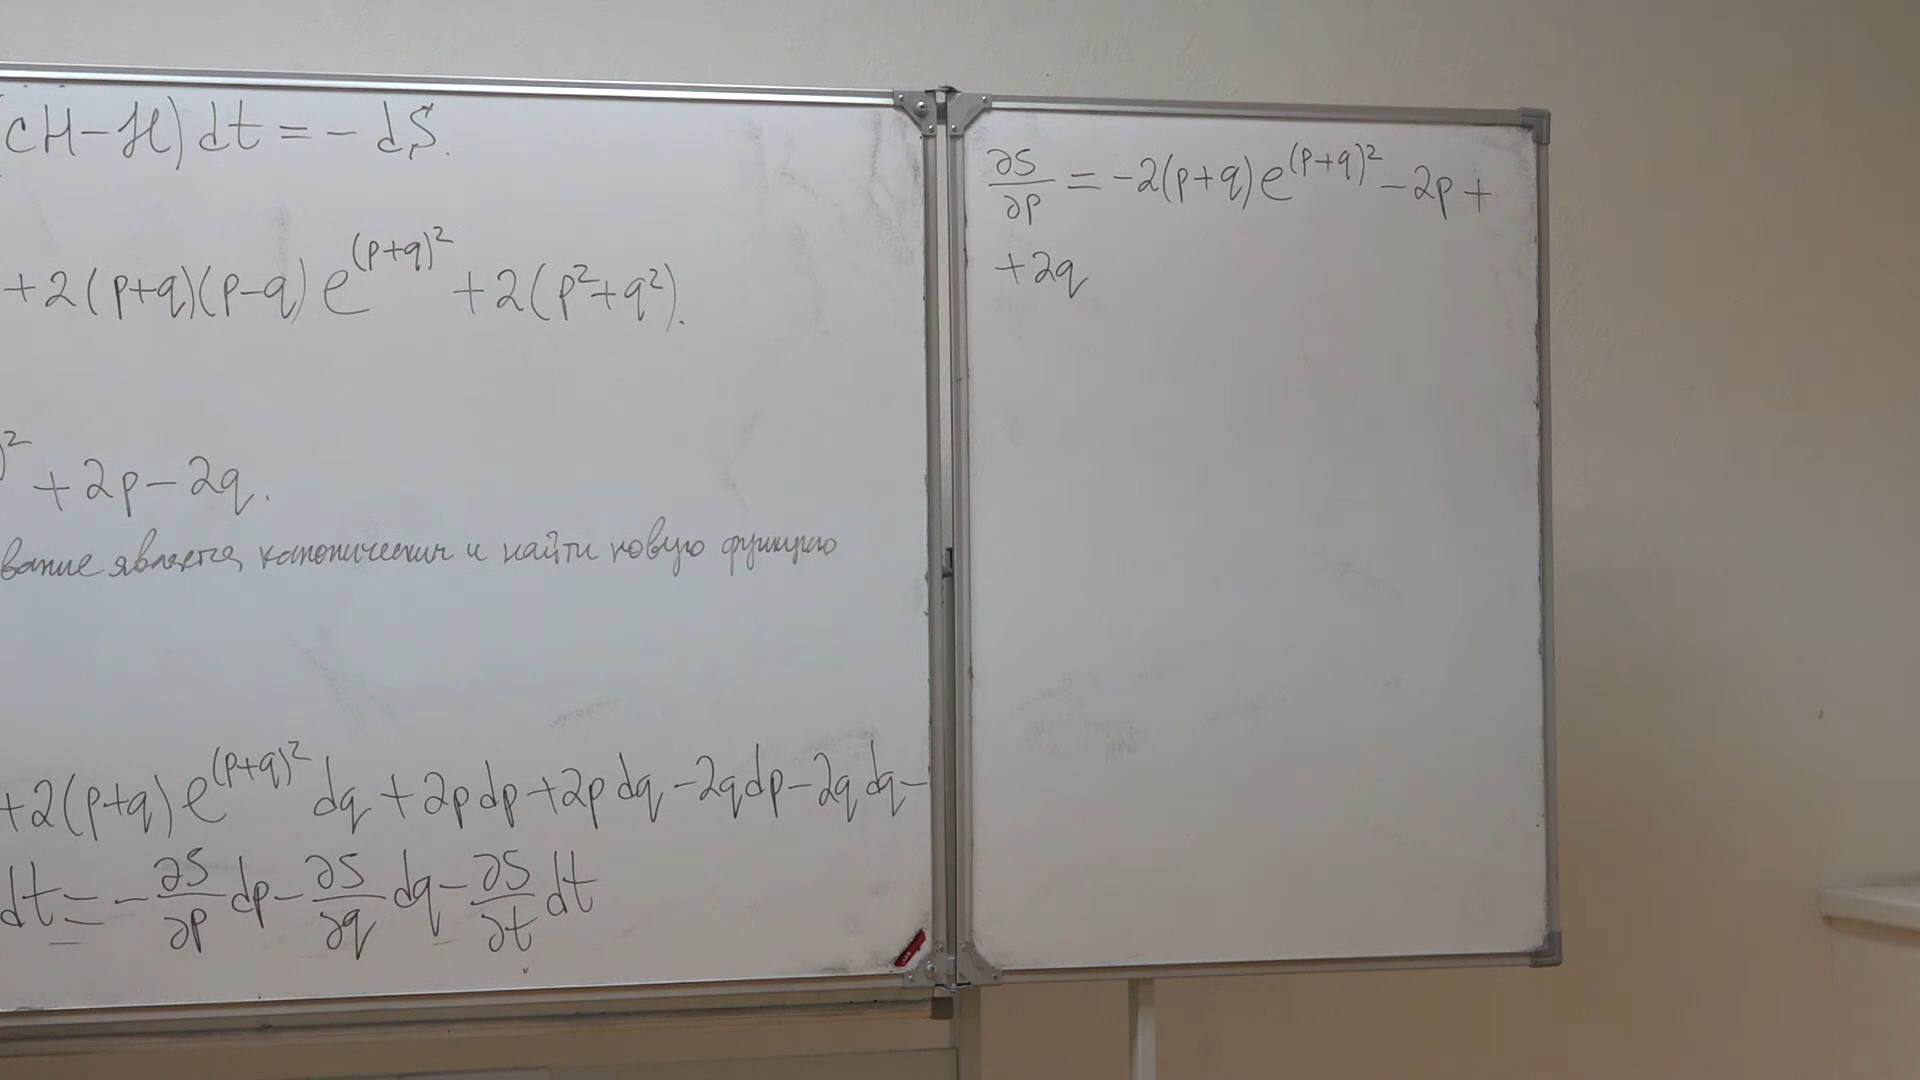 (cH-ℋ)dt = - dS.
+2(p+q)(p-q)e^{(p+q)^2} +2(p^2+q^2).
)^2 +2p-2q.
вание является каноническим и найти новую функцию
+2(p+q)e^{(p+q)^2} dq + 2p dp + 2p dq - 2q dp - 2q dq -
dt = - ∂S/∂p dp - ∂S/∂q dq - ∂S/∂t dt
∂S/∂p = -2(p+q)e^{(p+q)^2} - 2p +
+2q